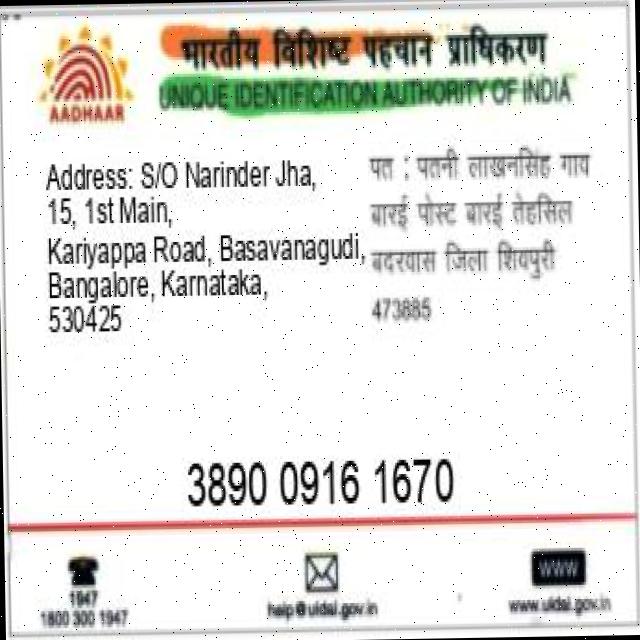 भारतीय विशिष्ट पहचान प्राधिकरण
AADHAAR
UNIQUE IDENTIFICATION AUTHORITY OF INDIA
Address: S/O Narinder Jha,
15, 1st Main,
Kariyappa Road, Basavanagudi,
Bangalore, Karnataka,
530425
पत : पतनी लाखनसिंह गाव
बारई पोस्ट बारई तेहसिल
बदरवास जिला शिवपुरी
473885
3890 0916 1670
1947
1800 300 1947
help@uidai.gov.in
www
www.uidai.gov.in